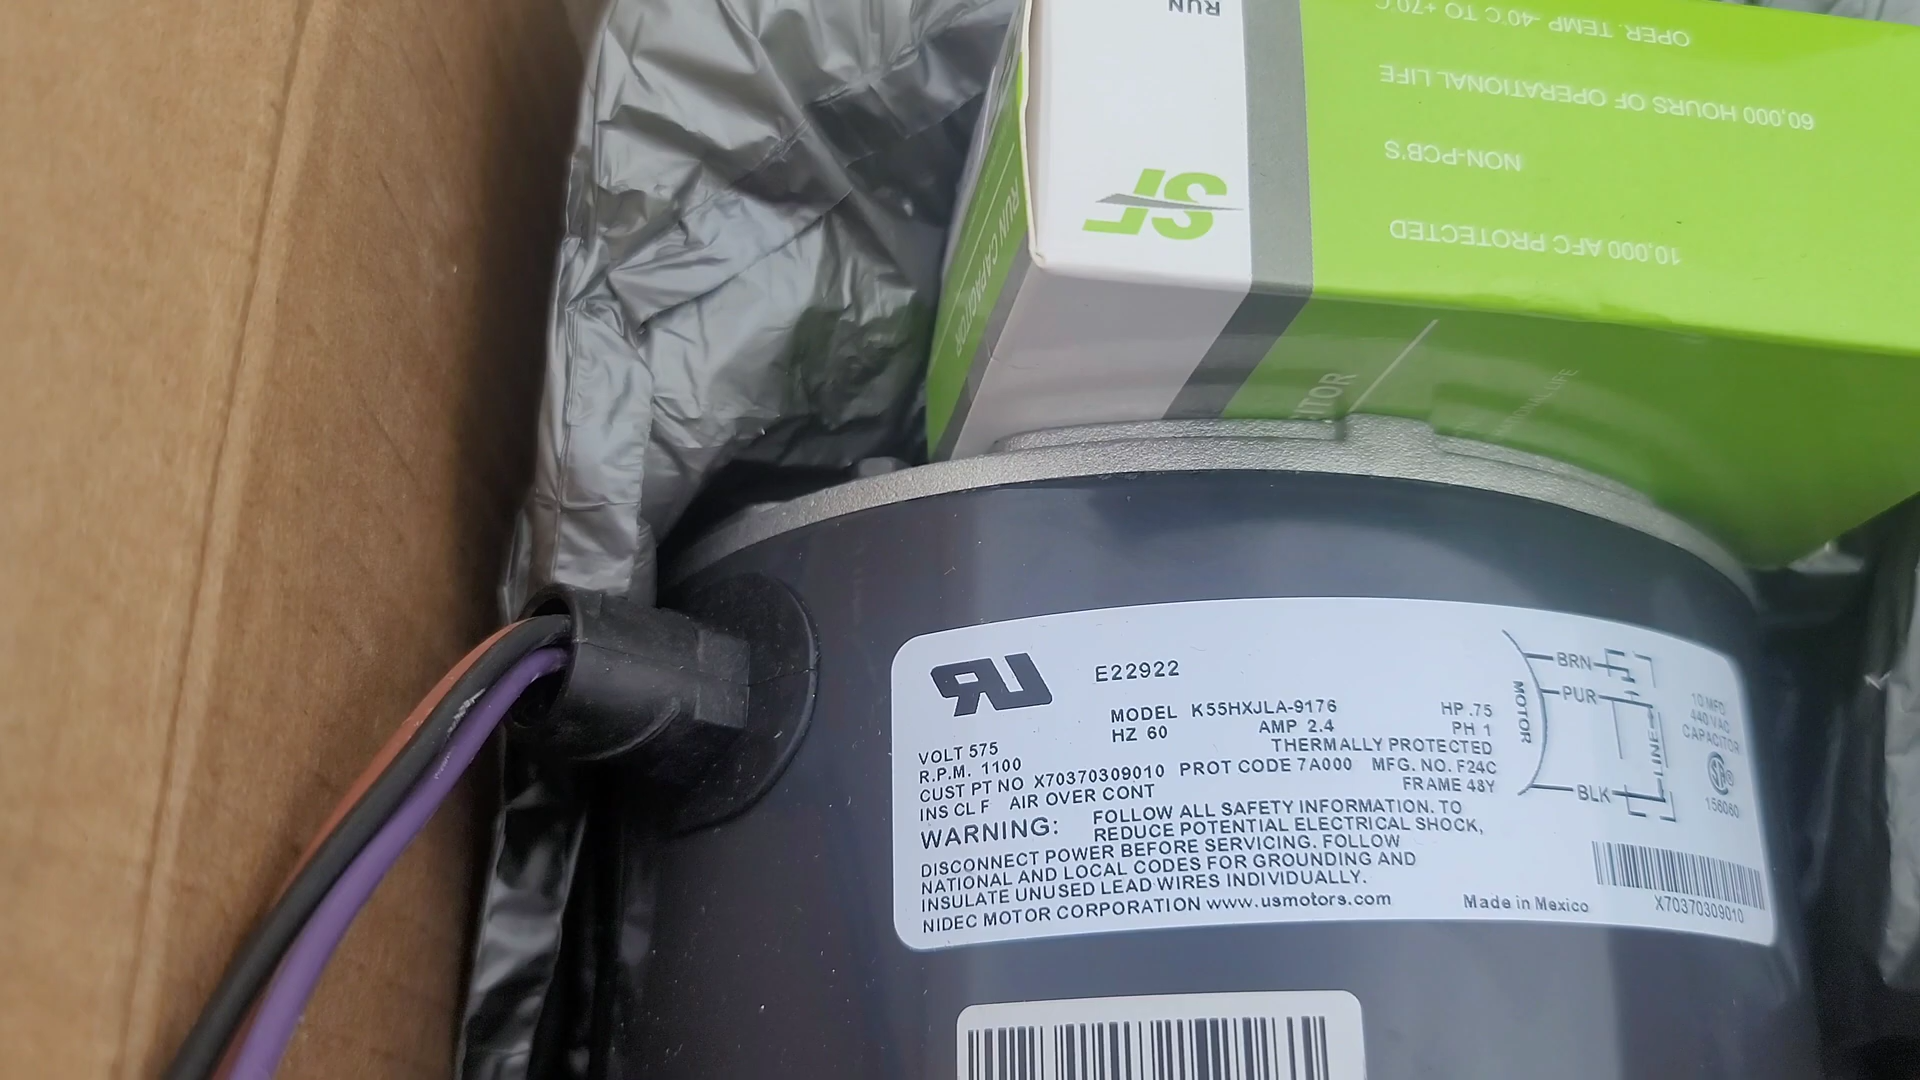 RUN
SF
OPER. TEMP -40°C TO +70°C
60,000 HOURS OF OPERATIONAL LIFE
NON-PCB'S
10,000 AFC PROTECTED
RUN CAPACITOR
E22922
MODEL K55HXJLA-9176 HP .75
VOLT 575 HZ 60 AMP 2.4 PH 1
R.P.M. 1100 THERMALLY PROTECTED
CUST PT NO X70370309010 PROT CODE 7A000 MFG. NO. F24C
INS CL F AIR OVER CONT FRAME 48Y
WARNING: FOLLOW ALL SAFETY INFORMATION. TO
REDUCE POTENTIAL ELECTRICAL SHOCK,
DISCONNECT POWER BEFORE SERVICING. FOLLOW
NATIONAL AND LOCAL CODES FOR GROUNDING AND
INSULATE UNUSED LEAD WIRES INDIVIDUALLY.
NIDEC MOTOR CORPORATION www.usmotors.com Made in Mexico
MOTOR
BRN
PUR
LINE
BLK
10 MFD
440 VAC
CAPACITOR
156060
X70370309010